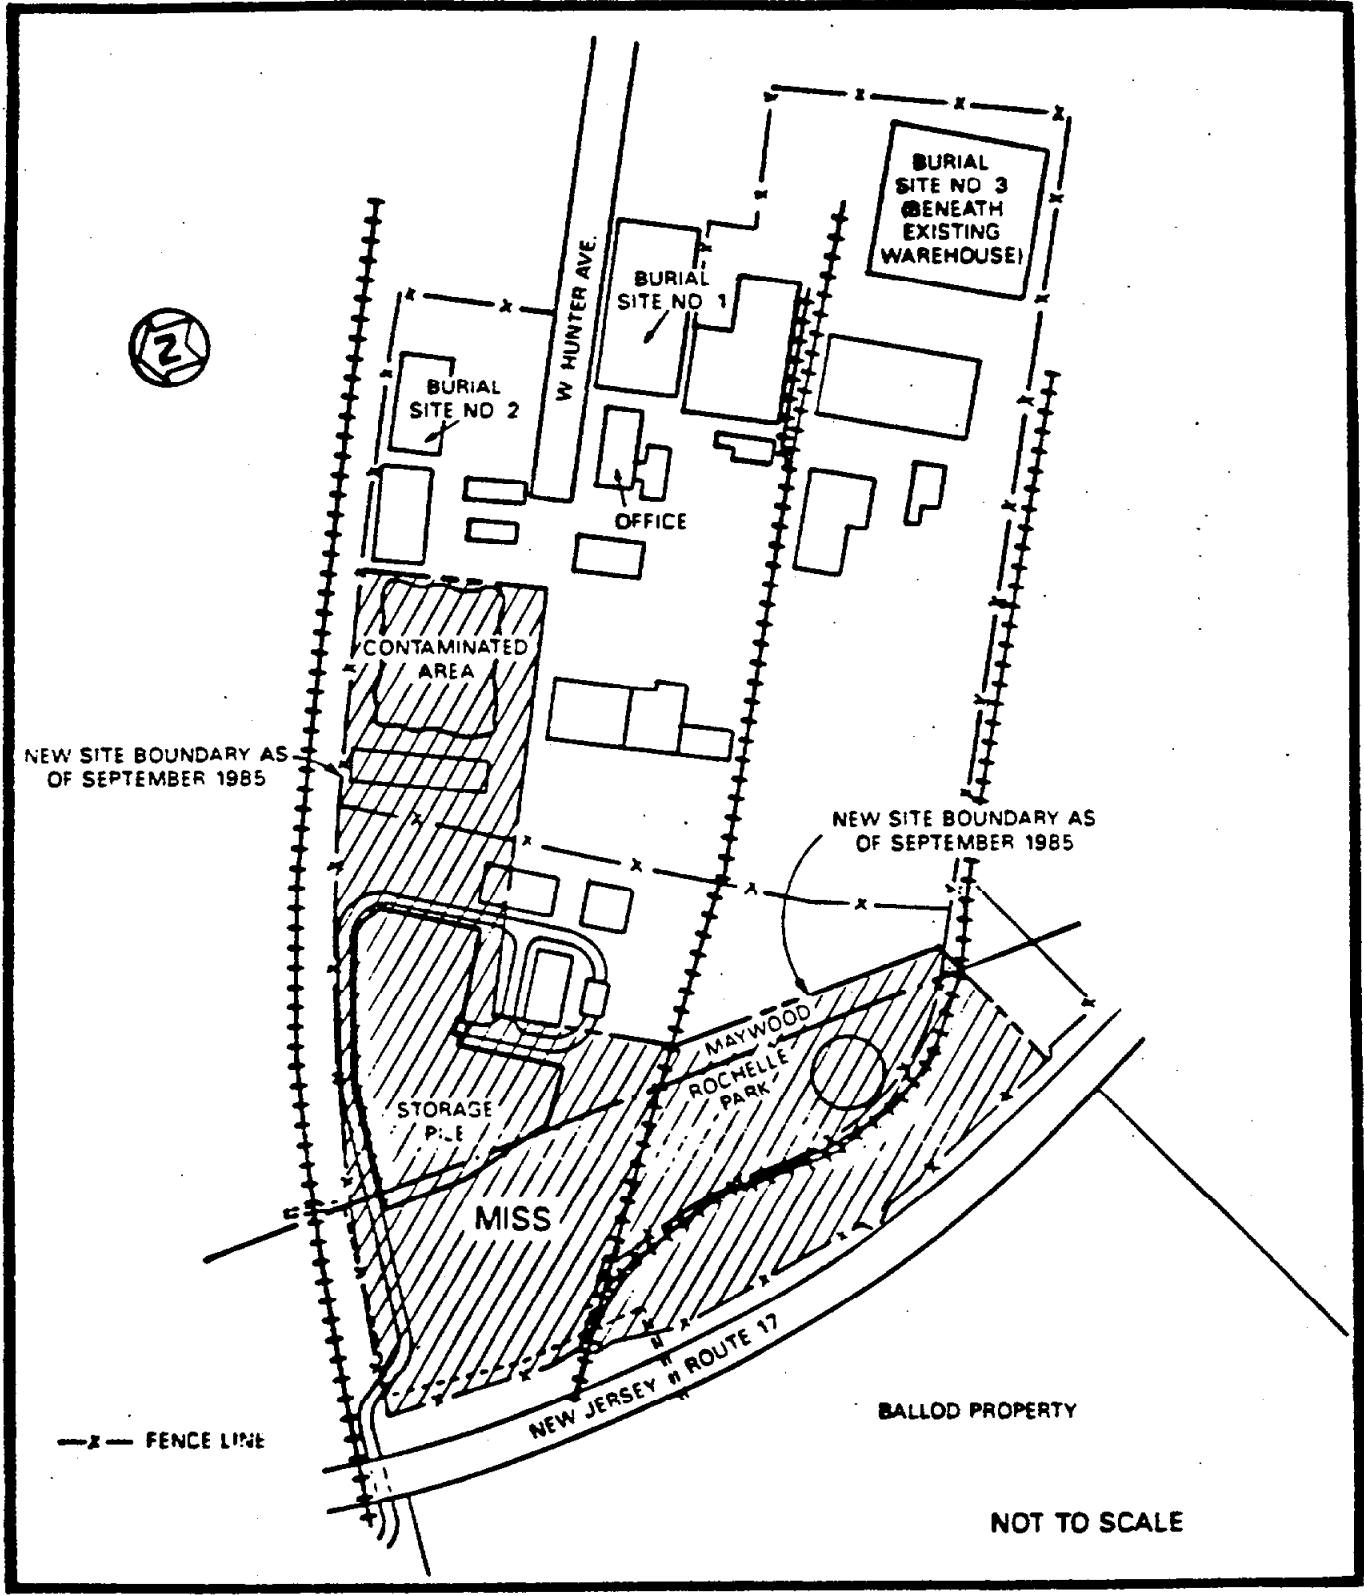 BURIAL
SITE NO 3
(BENEATH
EXISTING
WAREHOUSE)
W HUNTER AVE.
BURIAL
SITE NO 1
N
BURIAL
SITE NO 2
OFFICE
CONTAMINATED
AREA
NEW SITE BOUNDARY AS
OF SEPTEMBER 1985
NEW SITE BOUNDARY AS
OF SEPTEMBER 1985
MAYWOOD
ROCHELLE
PARK
STORAGE
PILE
MISS
NEW JERSEY ROUTE 17
BALLOD PROPERTY
—x— FENCE LINE
NOT TO SCALE